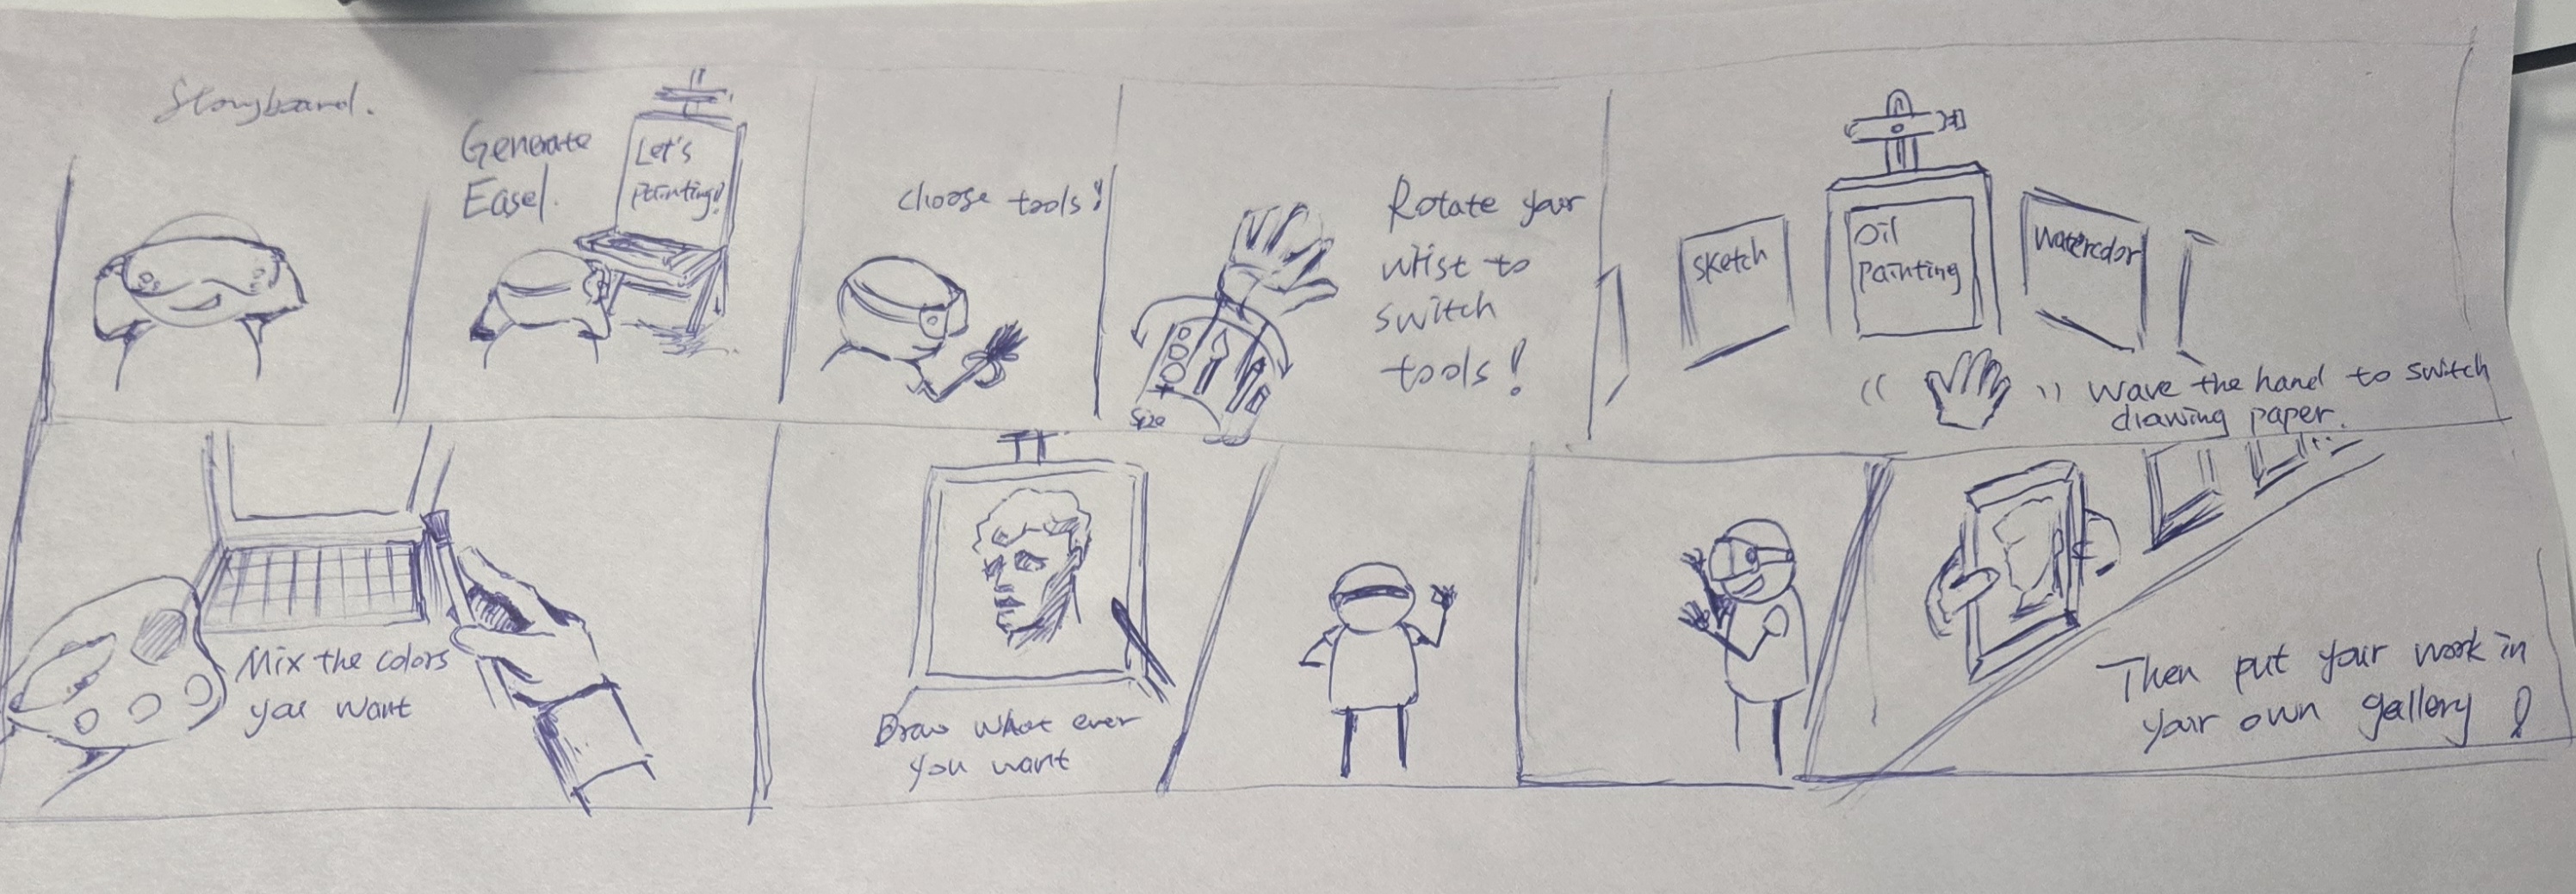 Storyboard.
Generate
Easel.
Let's
painting!
choose tools!
Rotate your
wrist to
switch
tools!
Size
Sketch
Oil
Painting
Watercolor
Wave the hand to switch
drawing paper.
Mix the colors
you want
Draw what ever
you want
Then put your work in
your own gallery !